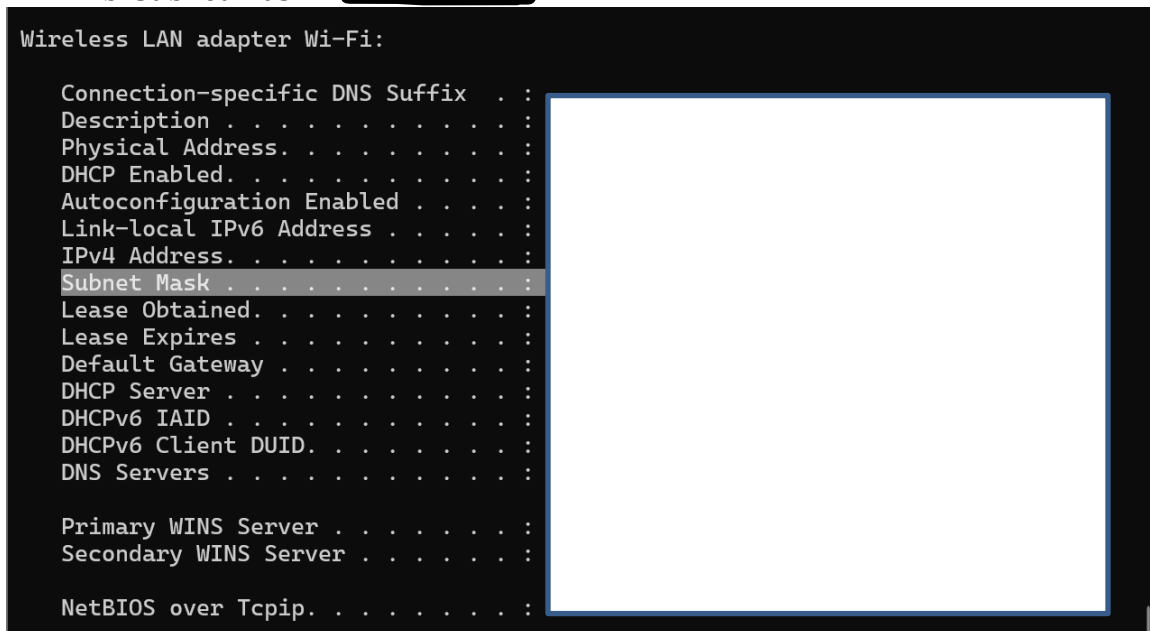 Wireless LAN adapter Wi-Fi:
Connection-specific DNS Suffix . :
Description . . . . . . . . . . . :
Physical Address. . . . . . . . . :
DHCP Enabled. . . . . . . . . . . :
Autoconfiguration Enabled . . . . :
Link-local IPv6 Address . . . . . :
IPv4 Address. . . . . . . . . . . :
Subnet Mask . . . . . . . . . . . :
Lease Obtained. . . . . . . . . . :
Lease Expires . . . . . . . . . . :
Default Gateway . . . . . . . . . :
DHCP Server . . . . . . . . . . . :
DHCPv6 IAID . . . . . . . . . . . :
DHCPv6 Client DUID. . . . . . . . :
DNS Servers . . . . . . . . . . . :
Primary WINS Server . . . . . . . :
Secondary WINS Server . . . . . . :
NetBIOS over Tcpip. . . . . . . . :